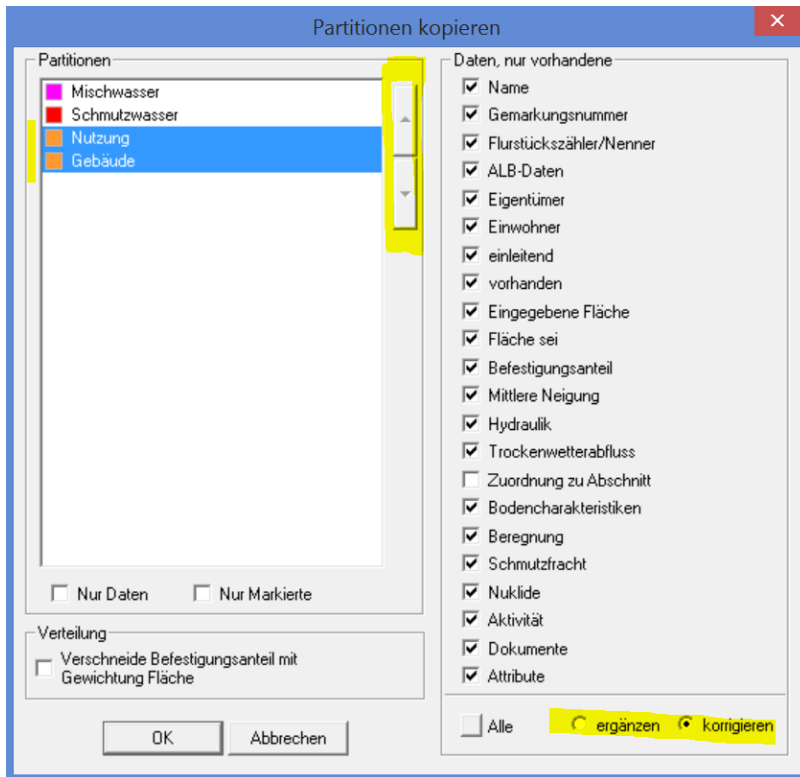 Partitionen kopieren
Partitionen
Mischwasser
Schmutzwasser
Nutzung
Gebäude
Nur Daten
Nur Markierte
Verteilung
Verschneide Befestigungsanteil mit
Gewichtung Fläche
OK
Abbrechen
Daten, nur vorhandene
Name
Gemarkungsnummer
Flurstückszähler/Nenner
ALB-Daten
Eigentümer
Einwohner
einleitend
vorhanden
Eingegebene Fläche
Fläche sei
Befestigungsanteil
Mittlere Neigung
Hydraulik
Trockenwetterabfluss
Zuordnung zu Abschnitt
Bodencharakteristiken
Beregnung
Schmutzfracht
Nuklide
Aktivität
Dokumente
Attribute
Alle
ergänzen
korrigieren